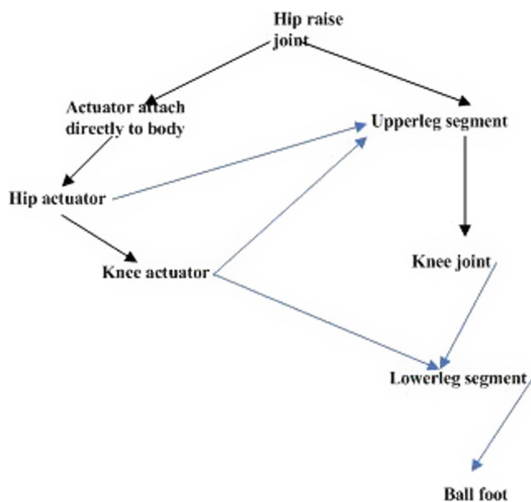 Hip raise
joint
Actuator attach
directly to body
Upperleg segment
Hip actuator
Knee actuator
Knee joint
Lowerleg segment
Ball foot